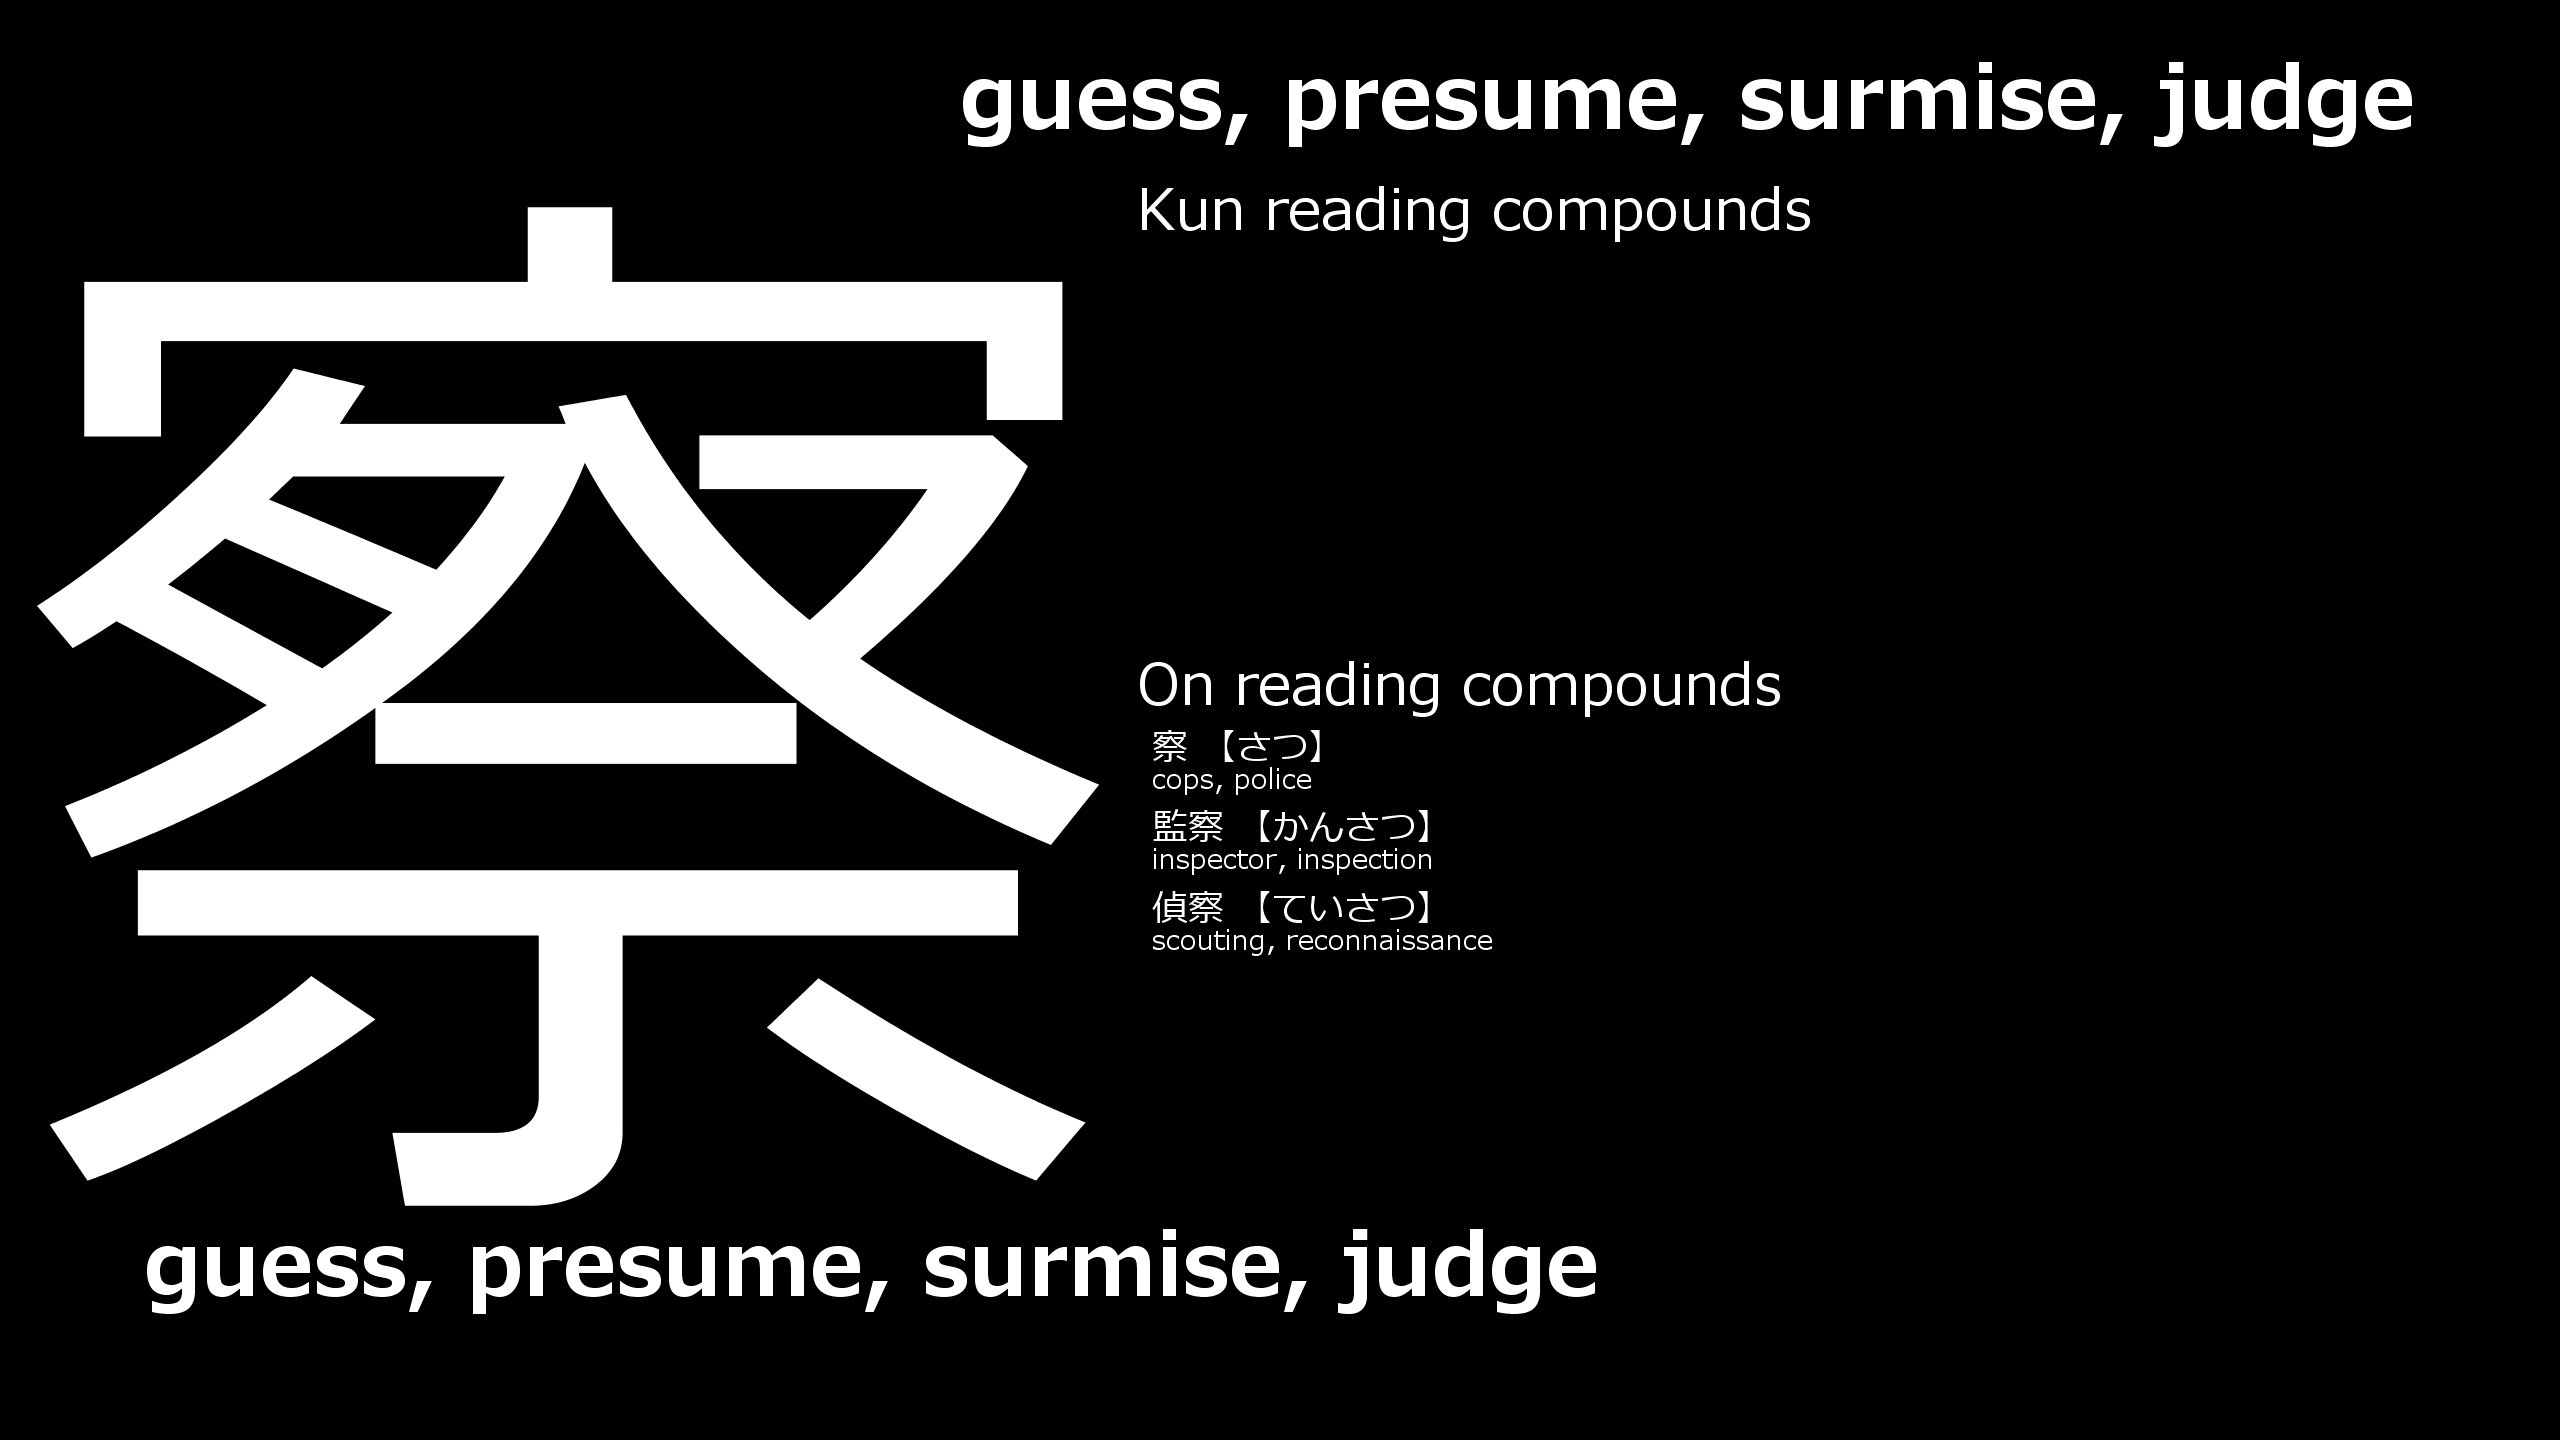 guess, presume, surmise, judge
察
Kun reading compounds
On reading compounds
察 【さつ】
cops, police
監察 【かんさつ】
inspector, inspection
偵察 【ていさつ】
scouting, reconnaissance
guess, presume, surmise, judge